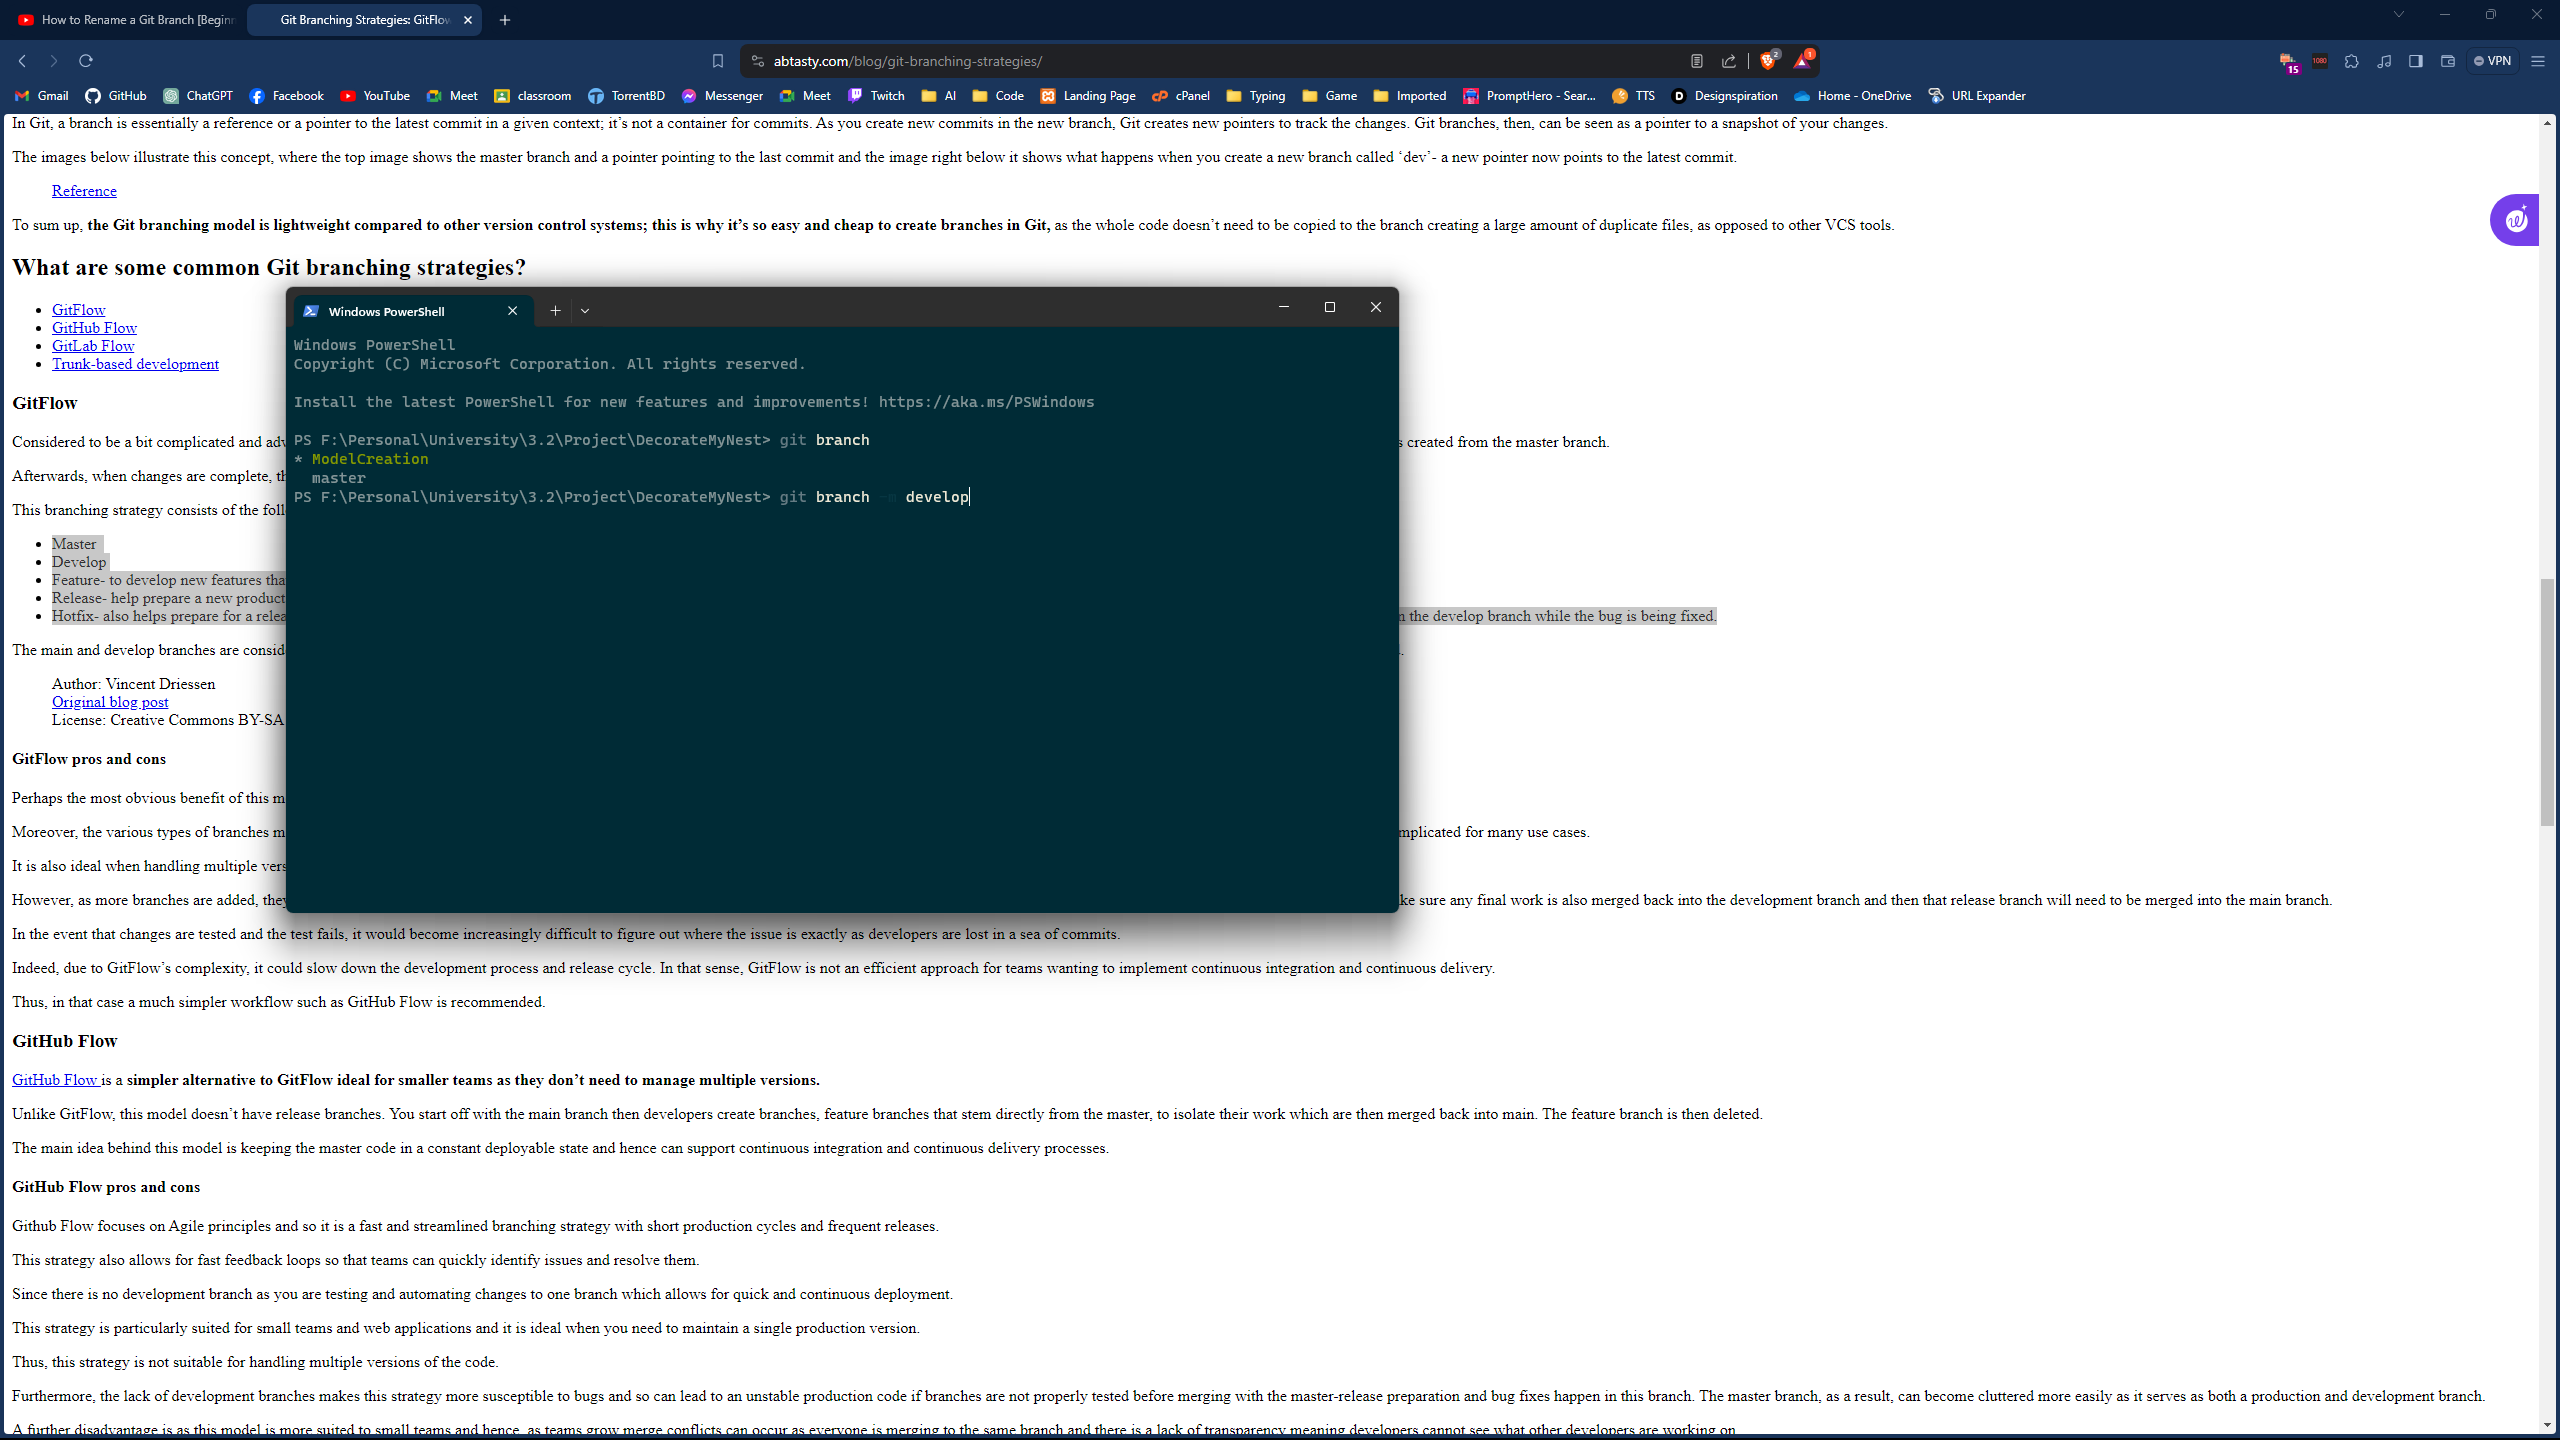 How to Rename a Git Branch [Begin
Git Branching Strategies: GitFlow
abtasty.com/blog/git-branching-strategies/
2
1
15
1080
VPN
Gmail
GitHub
ChatGPT
Facebook
YouTube
Meet
classroom
TorrentBD
Messenger
Meet
Twitch
AI
Code
Landing Page
cPanel
Typing
Game
Imported
PromptHero - Sear...
TTS
Designspiration
Home - OneDrive
URL Expander
In Git, a branch is essentially a reference or a pointer to the latest commit in a given context; it’s not a container for commits. As you create new commits in the new branch, Git creates new pointers to track the changes. Git branches, then, can be seen as a pointer to a snapshot of your changes.
The images below illustrate this concept, where the top image shows the master branch and a pointer pointing to the last commit and the image right below it shows what happens when you create a new branch called ‘dev’- a new pointer now points to the latest commit.
Reference
To sum up, the Git branching model is lightweight compared to other version control systems; this is why it’s so easy and cheap to create branches in Git, as the whole code doesn’t need to be copied to the branch creating a large amount of duplicate files, as opposed to other VCS tools.
What are some common Git branching strategies?
GitFlow
GitHub Flow
GitLab Flow
Trunk-based development
GitFlow
Considered to be a bit complicated and adv
s created from the master branch.
Afterwards, when changes are complete, th
This branching strategy consists of the foll
Master
Develop
Feature- to develop new features tha
Release- help prepare a new product
Hotfix- also helps prepare for a relea
n the develop branch while the bug is being fixed.
The main and develop branches are consid
Author: Vincent Driessen
Original blog post
License: Creative Commons BY-SA
GitFlow pros and cons
Perhaps the most obvious benefit of this m
Moreover, the various types of branches m
mplicated for many use cases.
It is also ideal when handling multiple vers
However, as more branches are added, they
ke sure any final work is also merged back into the development branch and then that release branch will need to be merged into the main branch.
Windows PowerShell
Windows PowerShell
Copyright (C) Microsoft Corporation. All rights reserved.
Install the latest PowerShell for new features and improvements! https://aka.ms/PSWindows
PS F:\Personal\University\3.2\Project\DecorateMyNest> git branch
* ModelCreation
master
PS F:\Personal\University\3.2\Project\DecorateMyNest> git branch -m develop
In the event that changes are tested and the test fails, it would become increasingly difficult to figure out where the issue is exactly as developers are lost in a sea of commits.
Indeed, due to GitFlow’s complexity, it could slow down the development process and release cycle. In that sense, GitFlow is not an efficient approach for teams wanting to implement continuous integration and continuous delivery.
Thus, in that case a much simpler workflow such as GitHub Flow is recommended.
GitHub Flow
GitHub Flow is a simpler alternative to GitFlow ideal for smaller teams as they don’t need to manage multiple versions.
Unlike GitFlow, this model doesn’t have release branches. You start off with the main branch then developers create branches, feature branches that stem directly from the master, to isolate their work which are then merged back into main. The feature branch is then deleted.
The main idea behind this model is keeping the master code in a constant deployable state and hence can support continuous integration and continuous delivery processes.
GitHub Flow pros and cons
Github Flow focuses on Agile principles and so it is a fast and streamlined branching strategy with short production cycles and frequent releases.
This strategy also allows for fast feedback loops so that teams can quickly identify issues and resolve them.
Since there is no development branch as you are testing and automating changes to one branch which allows for quick and continuous deployment.
This strategy is particularly suited for small teams and web applications and it is ideal when you need to maintain a single production version.
Thus, this strategy is not suitable for handling multiple versions of the code.
Furthermore, the lack of development branches makes this strategy more susceptible to bugs and so can lead to an unstable production code if branches are not properly tested before merging with the master-release preparation and bug fixes happen in this branch. The master branch, as a result, can become cluttered more easily as it serves as both a production and development branch.
A further disadvantage is as this model is more suited to small teams and hence, as teams grow merge conflicts can occur as everyone is merging to the same branch and there is a lack of transparency meaning developers cannot see what other developers are working on